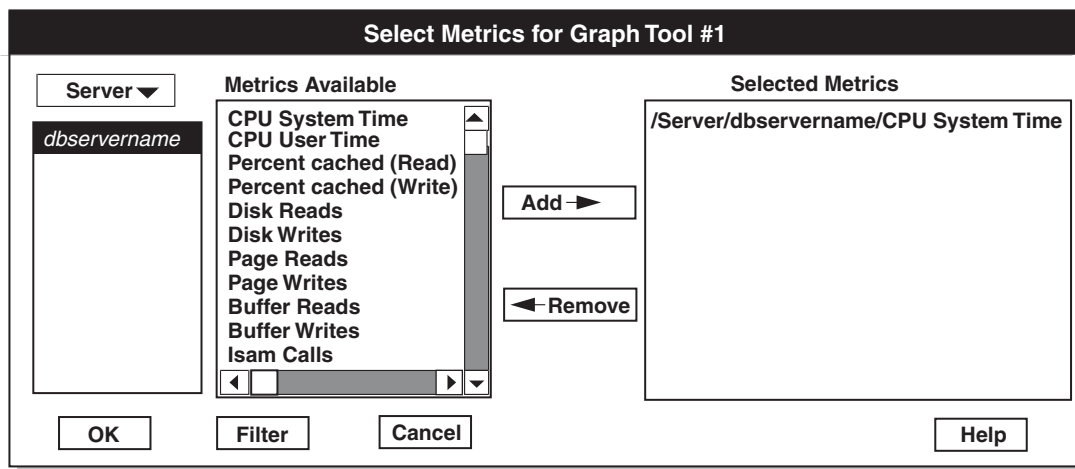 Select Metrics for Graph Tool #1
Server
Metrics Available
Selected Metrics
dbservername
CPU System Time
CPU User Time
Percent cached (Read)
Percent cached (Write)
Disk Reads
Disk Writes
Page Reads
Page Writes
Buffer Reads
Buffer Writes
Isam Calls
Add
Remove
/Server/dbservername/CPU System Time
OK
Filter
Cancel
Help